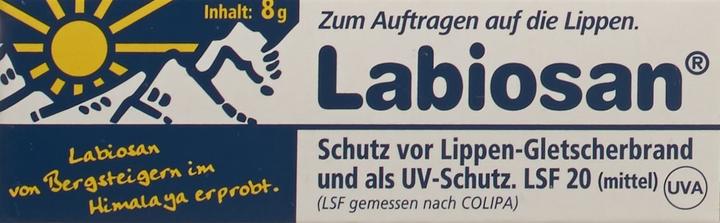 Inhalt: 8g
Zum Auftragen auf die Lippen.
Labiosan®
Labiosan
von Bergsteigern im
Himalaya erprobt.
Schutz vor Lippen-Gletscherbrand
und als UV-Schutz. LSF 20 (mittel) UVA
(LSF gemessen nach COLIPA)